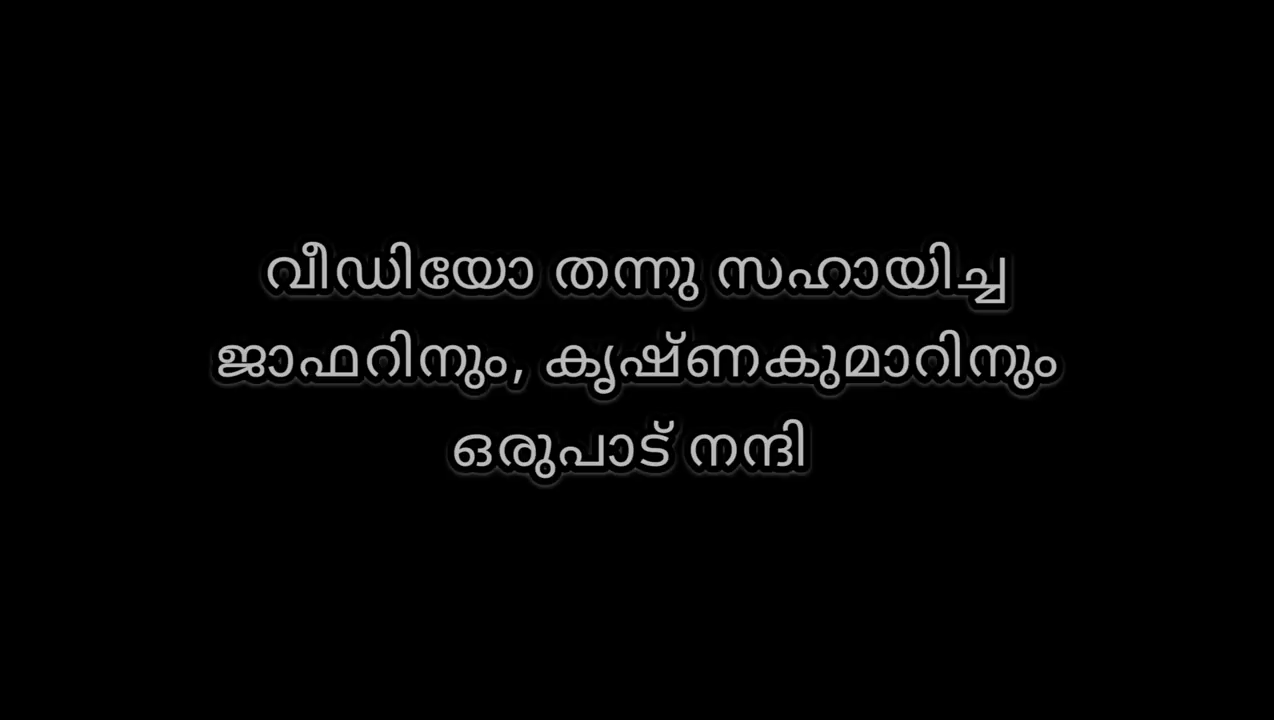 വീഡിയോ തന്നു സഹായിച്ച
ജാഫറിനും, കൃഷ്ണകുമാറിനും
ഒരുപാട് നന്ദി